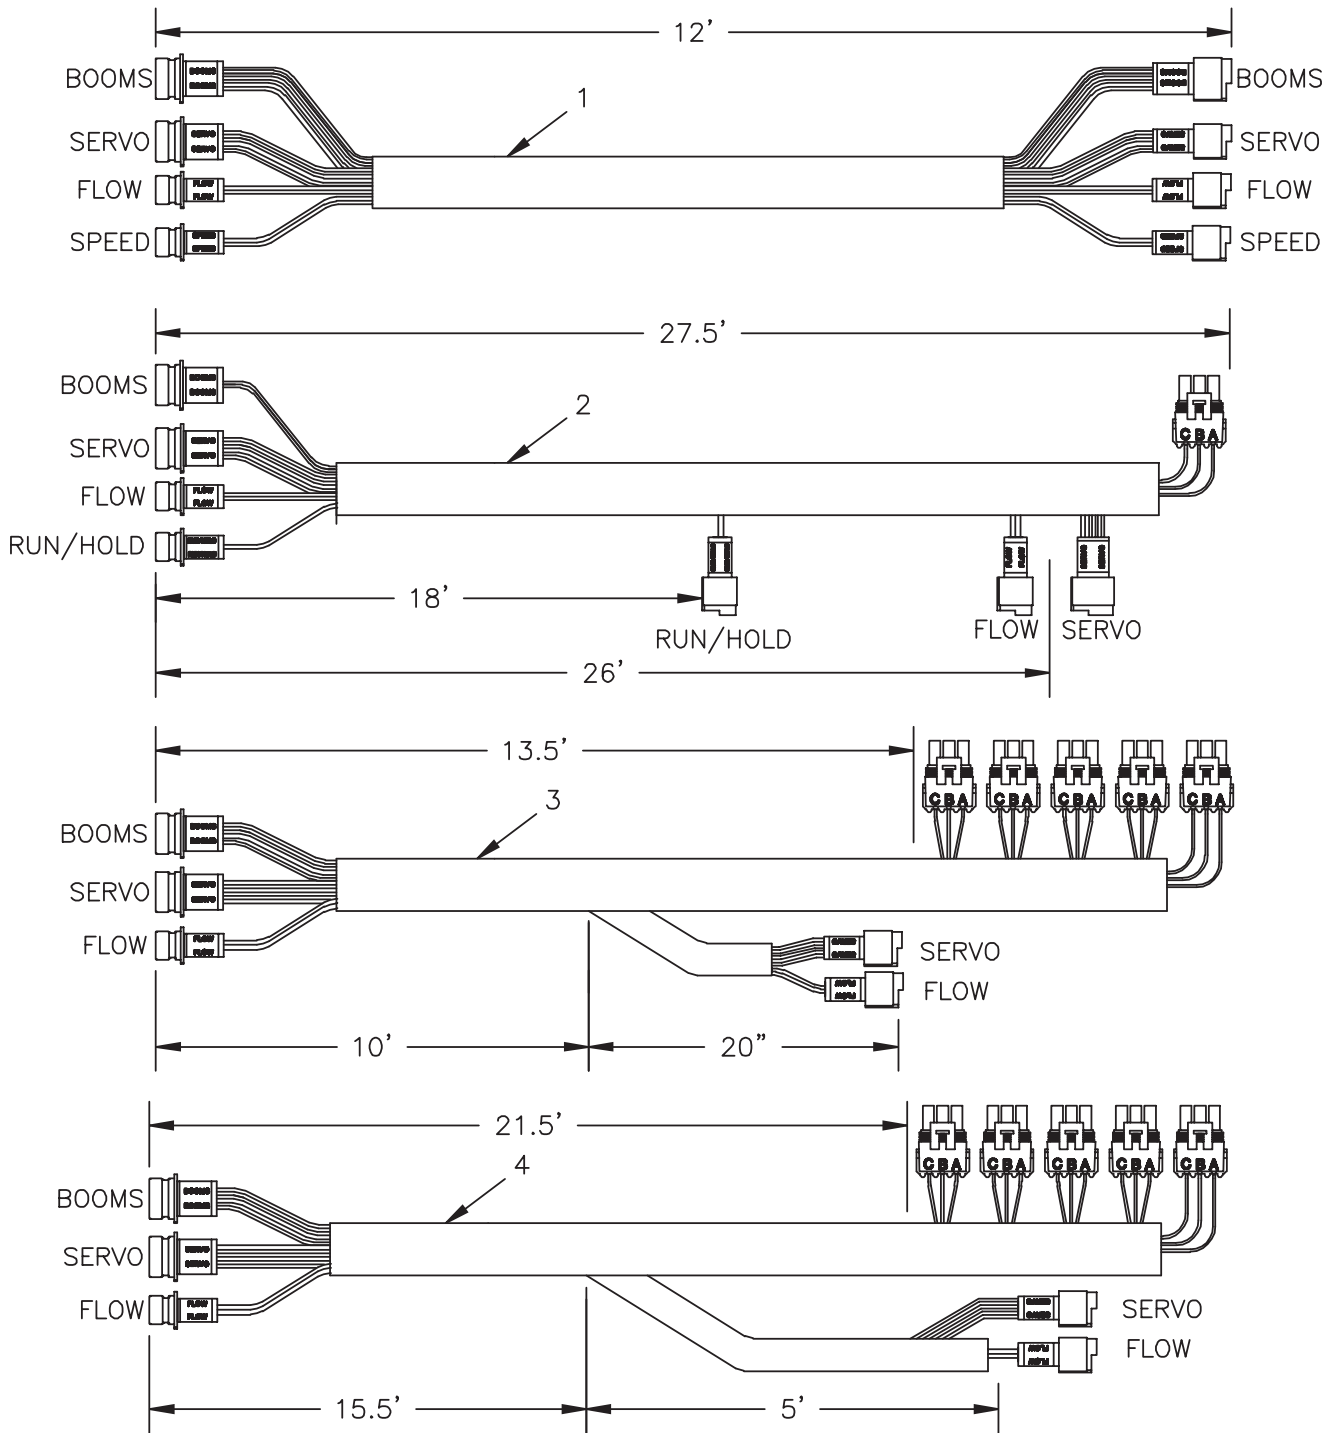 12'
BOOMS
BOOMS
1
SERVO
SERVO
FLOW
FLOW
SPEED
SPEED
27.5'
BOOMS
2
C B A
SERVO
FLOW
RUN/HOLD
18'
RUN/HOLD
FLOW
SERVO
26'
13.5'
3
C B A
C B A
C B A
C B A
C B A
BOOMS
SERVO
FLOW
SERVO
FLOW
10'
20"
21.5'
4
C B A
C B A
C B A
C B A
C B A
BOOMS
SERVO
FLOW
SERVO
FLOW
15.5'
5'